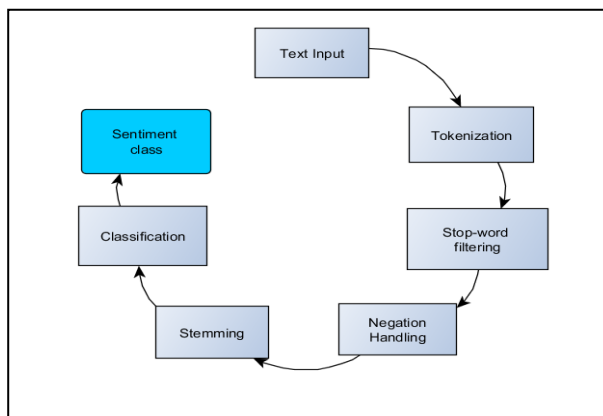 Text Input
Tokenization
Stop-word
filtering
Negation
Handling
Stemming
Classification
Sentiment
class